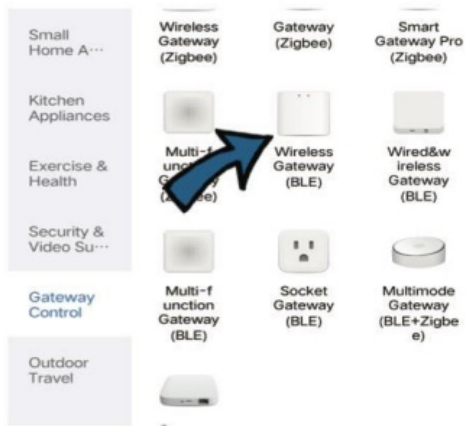 Small
Home A···
Kitchen
Appliances
Exercise &
Health
Security &
Video Su···
Gateway
Control
Outdoor
Travel
Wireless
Gateway
(Zigbee)
Gateway
(Zigbee)
Smart
Gateway Pro
(Zigbee)
Multi-f
Wireless
Gateway
(BLE)
Wired&w
ireless
Gateway
(BLE)
Multi-f
unction
Gateway
(BLE)
Socket
Gateway
(BLE)
Multimode
Gateway
(BLE+Zigbe
e)